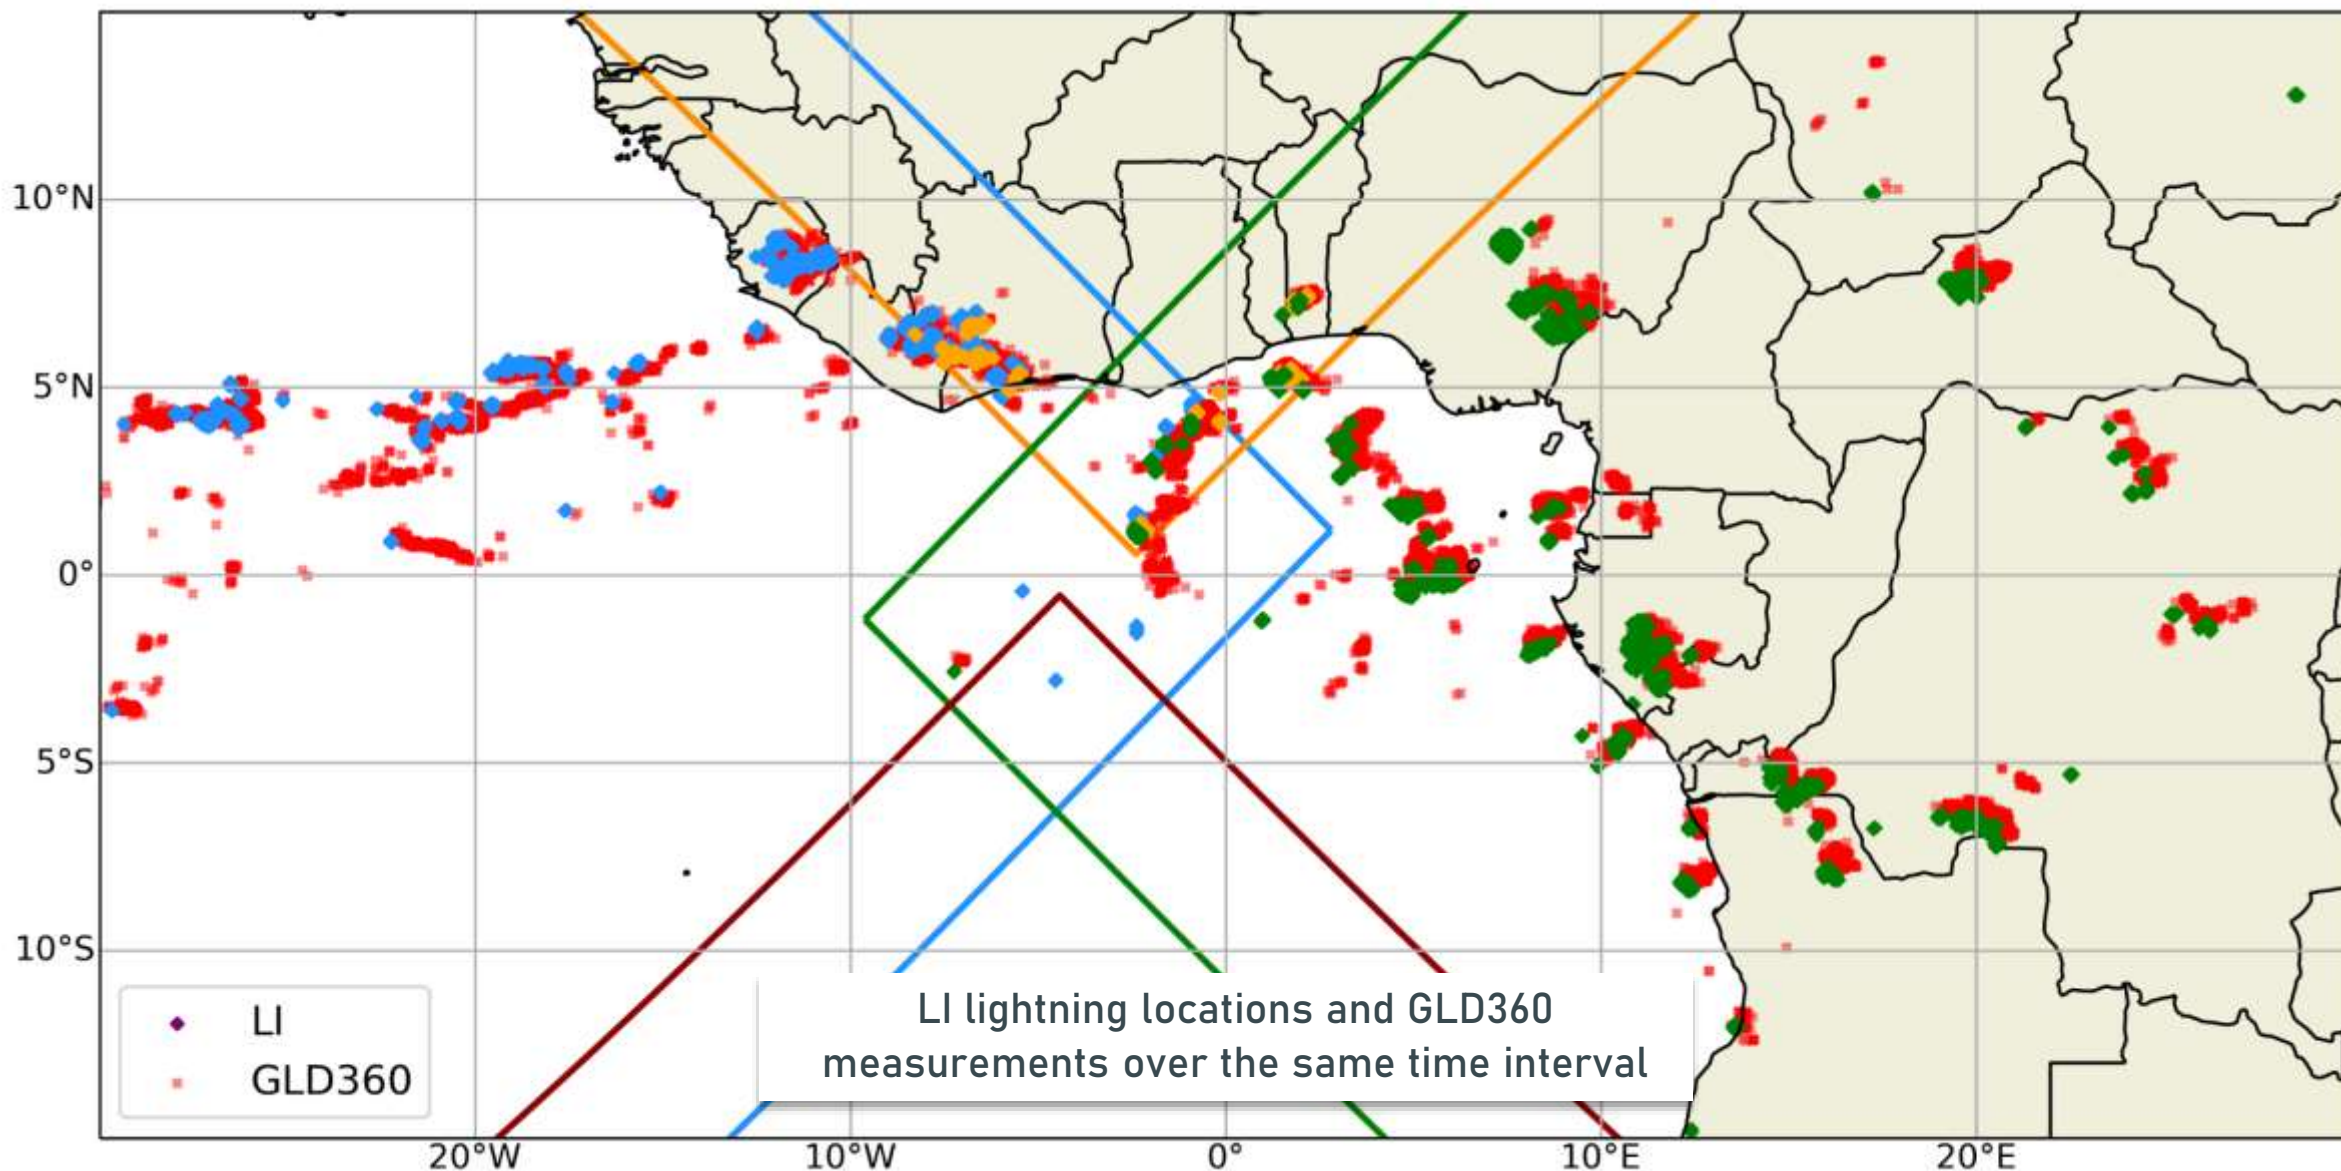 10°N
5°N
0°
5°S
10°S
LI
GLD360
LI lightning locations and GLD360
measurements over the same time interval
20°W
10°W
0°
10°E
20°E